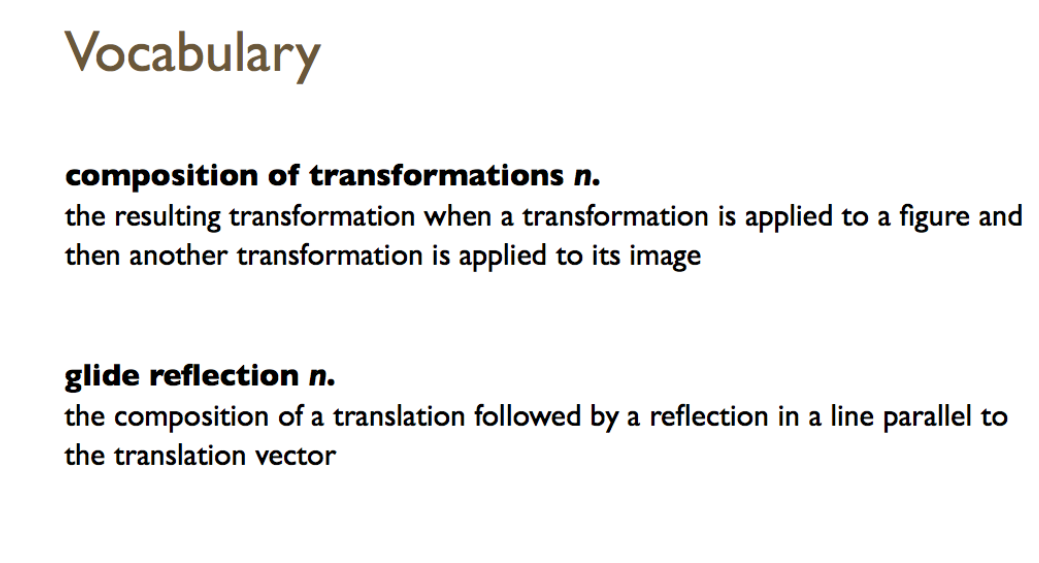 Vocabulary
composition of transformations n.
the resulting transformation when a transformation is applied to a figure and
then another transformation is applied to its image
glide reflection n.
the composition of a translation followed by a reflection in a line parallel to
the translation vector